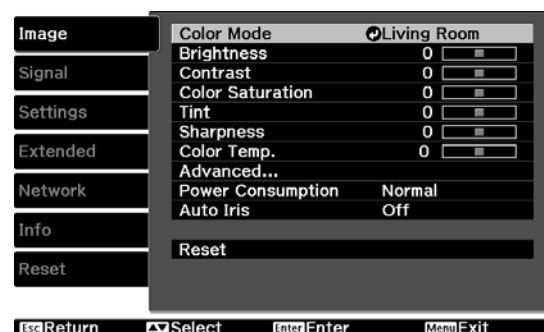 Image
Signal
Settings
Extended
Network
Info
Reset
Color Mode Living Room
Brightness 0
Contrast 0
Color Saturation 0
Tint 0
Sharpness 0
Color Temp. 0
Advanced...
Power Consumption Normal
Auto Iris Off
Reset
Esc Return Select Enter Enter Menu Exit